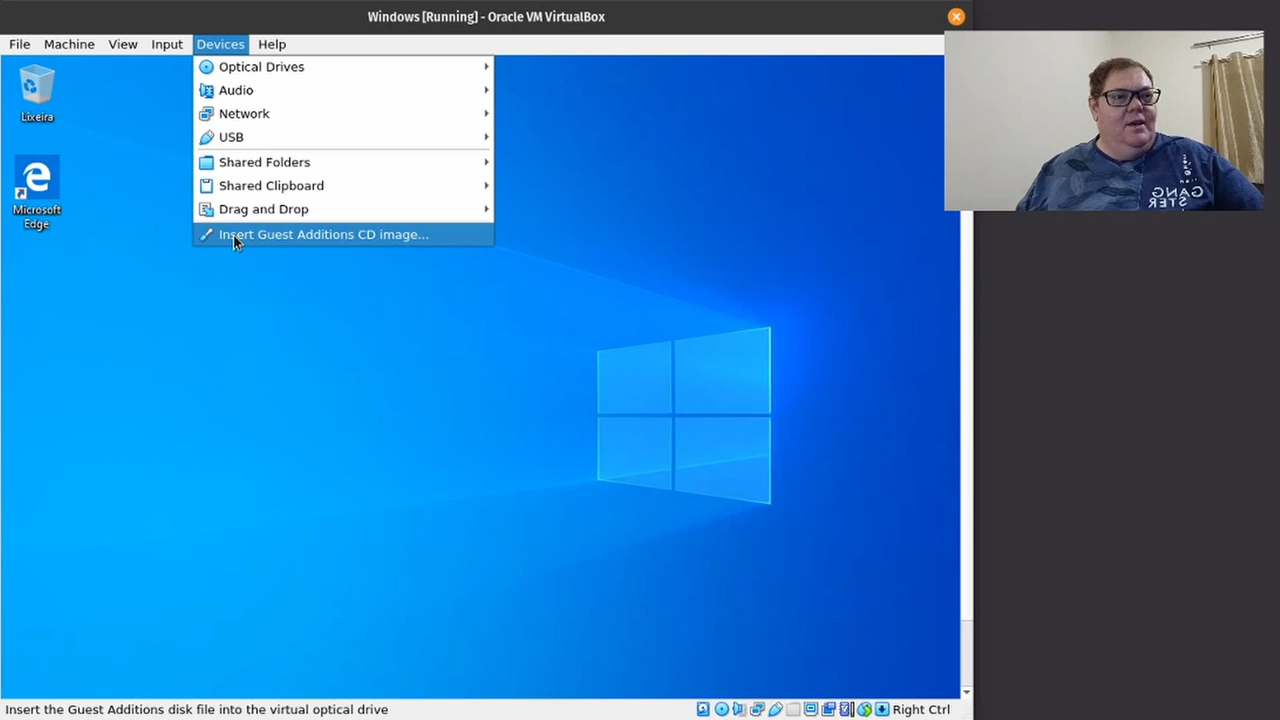 Windows [Running] - Oracle VM VirtualBox
File Machine View Input Devices Help
Optical Drives
Audio
Network
USB
Shared Folders
Shared Clipboard
Drag and Drop
Insert Guest Additions CD image...
Lixeira
Microsoft
Edge
GANG
STER
Insert the Guest Additions disk file into the virtual optical drive
Right Ctrl